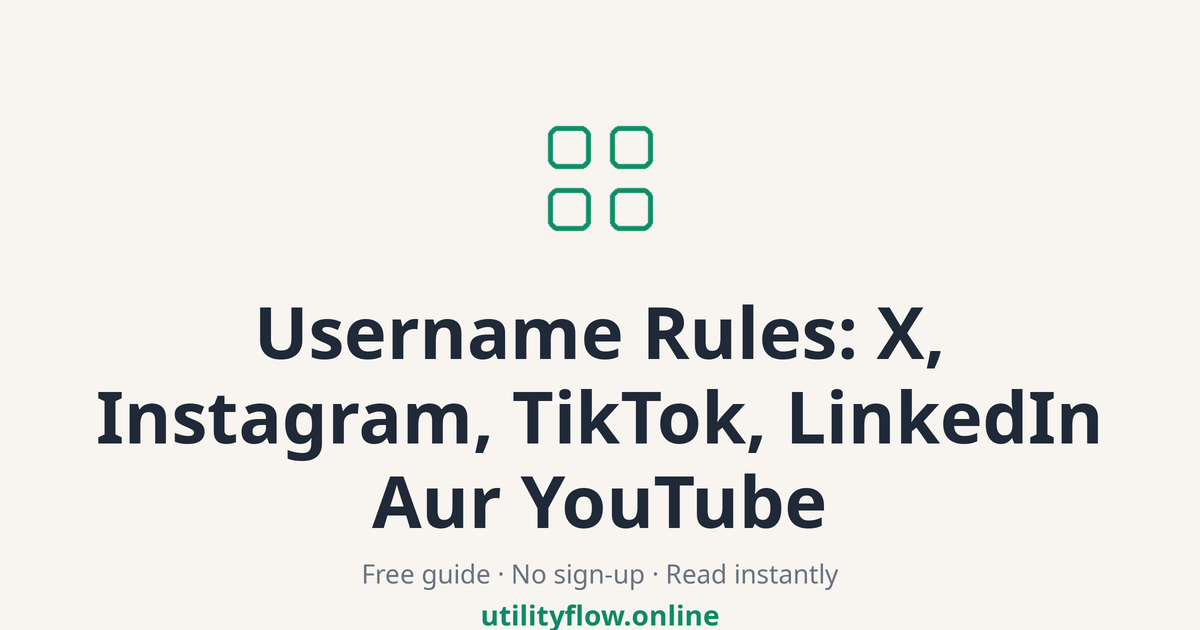 Username Rules: X,
Instagram, TikTok, LinkedIn
Aur YouTube
Free guide · No sign-up · Read instantly
utilityflow.online